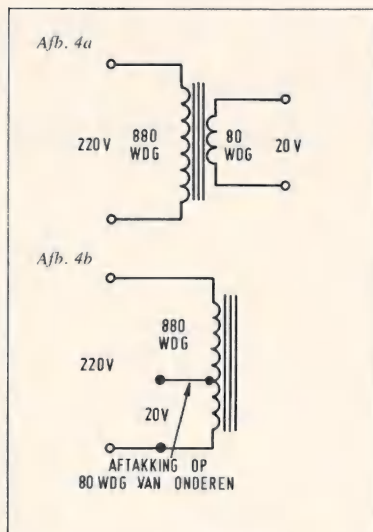 Afb. 4a
220V
880
WDG
80
WDG
20 V
Afb. 4b
880
WDG
220V
20V
AFTAKKING OP
80 WDG VAN ONDEREN